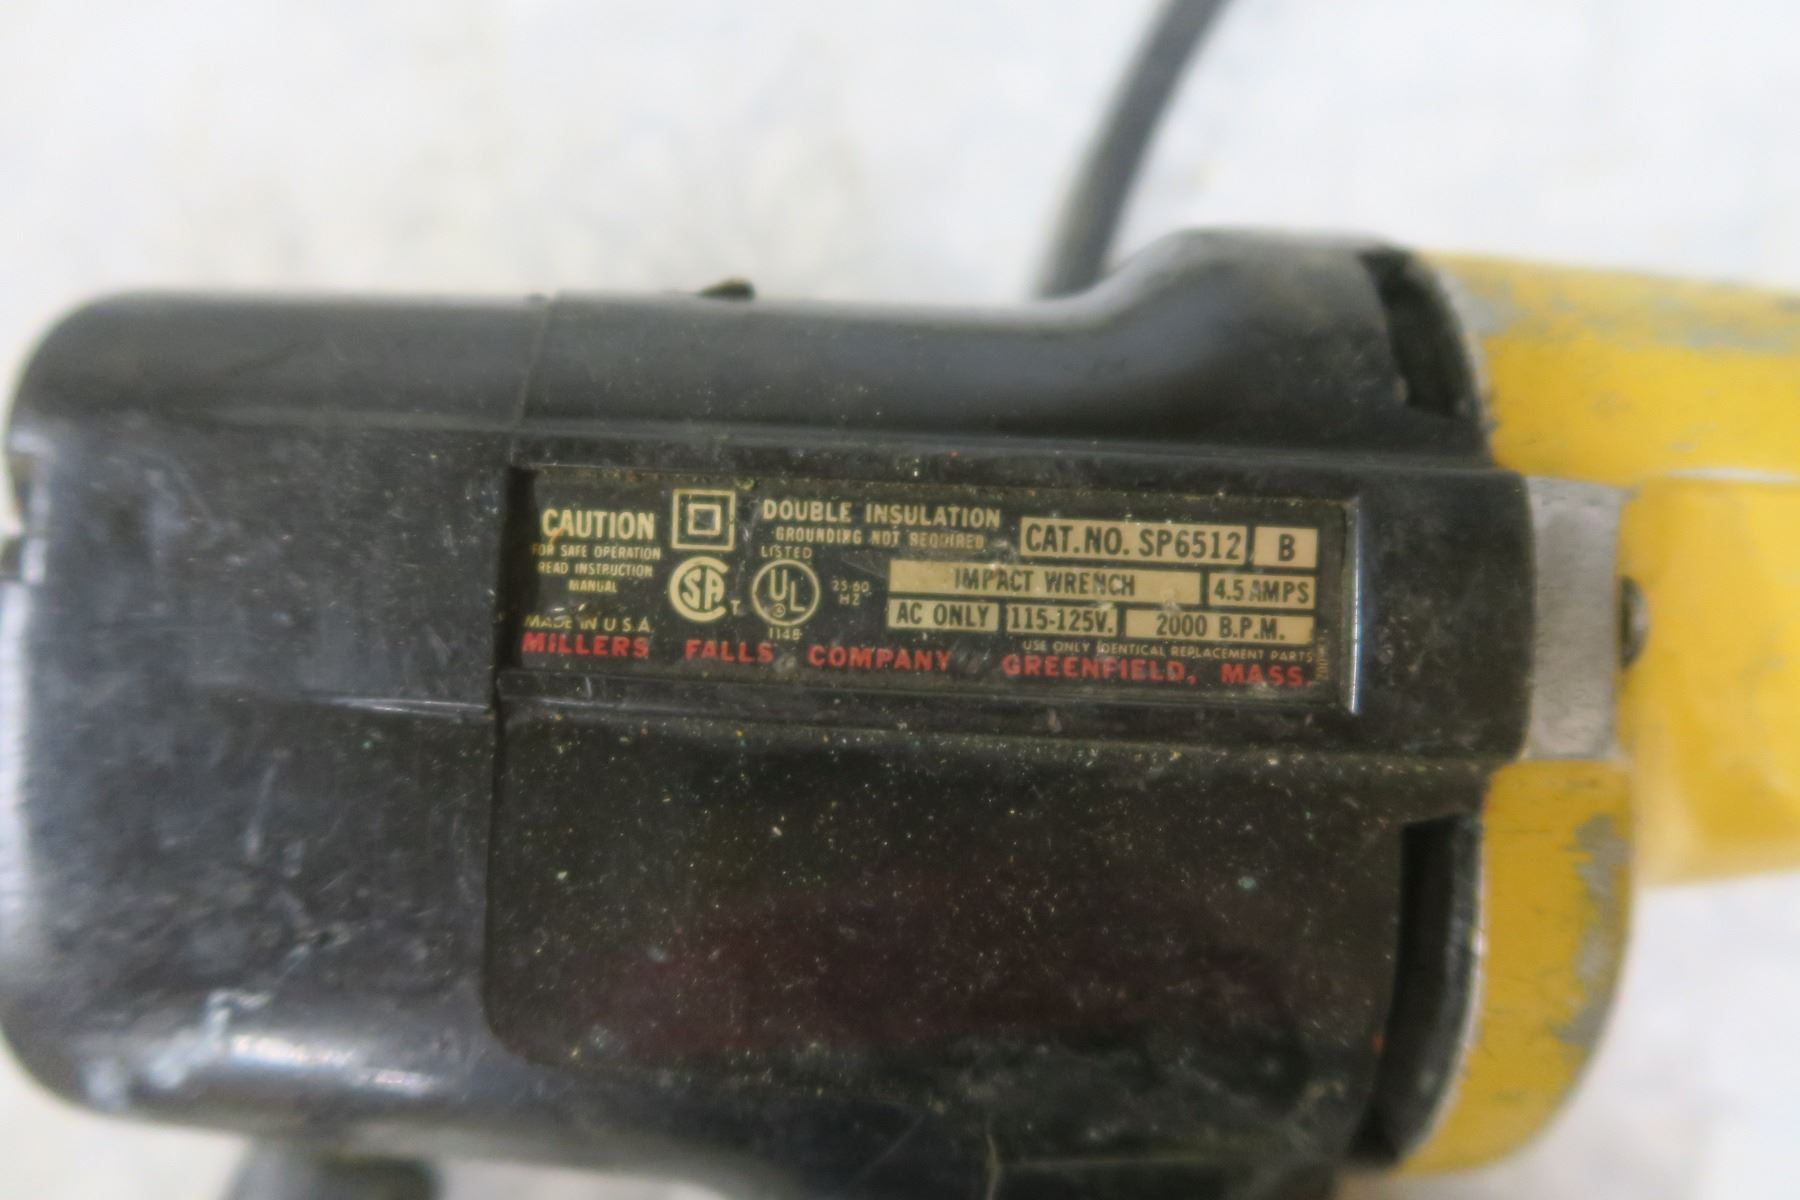 CAUTION
FOR SAFE OPERATION
READ INSTRUCTION
MANUAL
MADE IN U.S.A.
DOUBLE INSULATION
GROUNDING NOT REQUIRED
SA T
LISTED
UL
1148
25-60
HZ
CAT.NO. SP6512 B
IMPACT WRENCH 4.5 AMPS
AC ONLY 115-125V. 2000 B.P.M.
USE ONLY IDENTICAL REPLACEMENT PARTS
MILLERS FALLS COMPANY GREENFIELD, MASS.